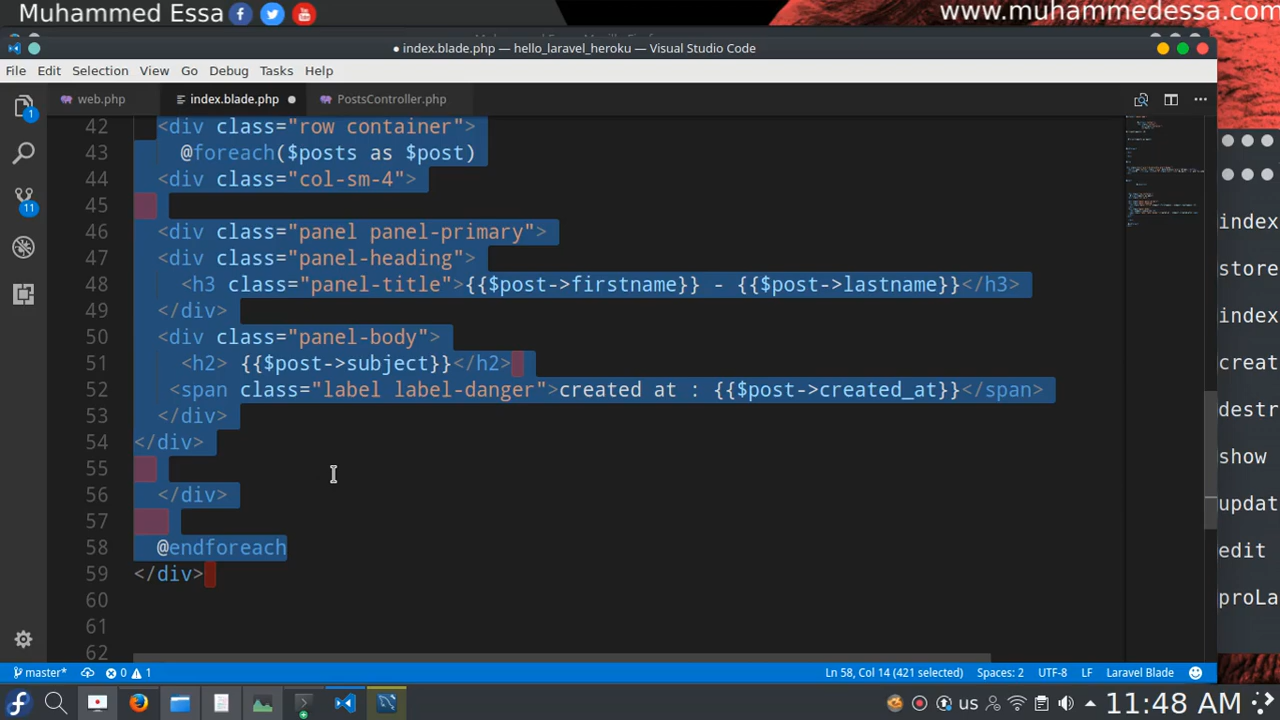 Muhammed Essa
www.muhammedessa.com
● index.blade.php — hello_laravel_heroku — Visual Studio Code
File Edit Selection View Go Debug Tasks Help
web.php index.blade.php ● PostsController.php
42 <div class="row container">
43 @foreach($posts as $post)
44 <div class="col-sm-4">
45
46 <div class="panel panel-primary">
47 <div class="panel-heading">
48 <h3 class="panel-title">{{$post->firstname}} - {{$post->lastname}}</h3>
49 </div>
50 <div class="panel-body">
51 <h2> {{$post->subject}}</h2>
52 <span class="label label-danger">created at : {{$post->created_at}}</span>
53 </div>
54 </div>
55
56 </div>
57
58 @endforeach
59 </div>
60
61
62
1
11
index
store
index
creat
destr
show
updat
edit
proLa
master* 0 1 Ln 58, Col 14 (421 selected) Spaces: 2 UTF-8 LF Laravel Blade
us 11:48 AM